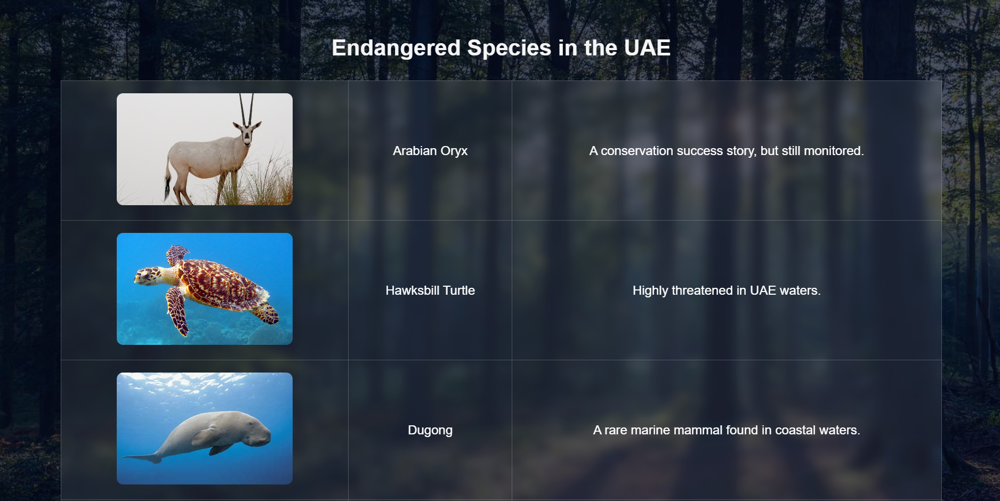 Endangered Species in the UAE
Arabian Oryx
A conservation success story, but still monitored.
Hawksbill Turtle
Highly threatened in UAE waters.
Dugong
A rare marine mammal found in coastal waters.